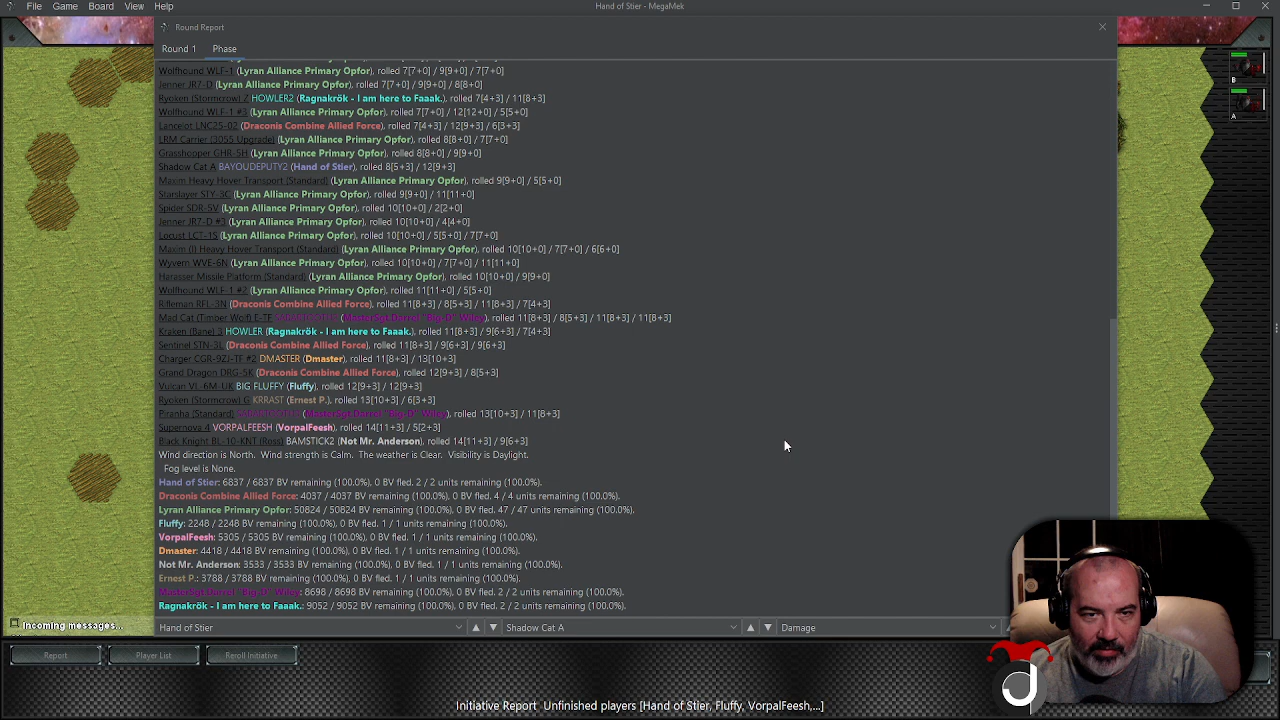 File Game Board View Help
Hand of Stier - MegaMek
Round Report
Round 1 Phase
Wolfhound WLF-1 (Lyran Alliance Primary Opfor), rolled 7[7+0] / 9[9+0] / 7[7+0]
Jenner JR7-D (Lyran Alliance Primary Opfor), rolled 7[7+0] / 9[9+0] / 8[8+0]
Ryoken (Stormcrow) Z HOWLER2 (Ragnakrök - I am here to Faaak.), rolled 7[4+3] / 11[8+3]
Wolfhound WLF-1 #3 (Lyran Alliance Primary Opfor), rolled 7[7+0] / 12[12+0] / 5[5+0]
Lancelot LNC25-02 (Draconis Combine Allied Force), rolled 7[4+3] / 12[9+3] / 6[3+3]
LRM Carrier (3055 Upgrade) (Lyran Alliance Primary Opfor), rolled 8[8+0] / 7[7+0]
Grasshopper GHR-5H (Lyran Alliance Primary Opfor), rolled 8[8+0] / 9[9+0]
Shadow Cat A BAYOUDEPUTY2 (Hand of Stier), rolled 8[5+3] / 12[9+3]
Maxim Heavy Hover Transport (Standard) (Lyran Alliance Primary Opfor), rolled 9[9+0] / 5[5+0]
Starslayer STY-3C (Lyran Alliance Primary Opfor), rolled 9[9+0] / 11[11+0]
Spider SDR-5V (Lyran Alliance Primary Opfor), rolled 10[10+0] / 2[2+0]
Jenner JR7-D #3 (Lyran Alliance Primary Opfor), rolled 10[10+0] / 4[4+0]
Locust LCT-1S (Lyran Alliance Primary Opfor), rolled 10[10+0] / 5[5+0] / 7[7+0]
Maxim (I) Heavy Hover Transport (Standard) (Lyran Alliance Primary Opfor), rolled 10[10+0] / 7[7+0] / 6[6+0]
Wyvern WVE-6N (Lyran Alliance Primary Opfor), rolled 10[10+0] / 7[7+0] / 11[11+0]
Harasser Missile Platform (Standard) (Lyran Alliance Primary Opfor), rolled 10[10+0] / 9[9+0]
Wolfhound WLF-1 #2 (Lyran Alliance Primary Opfor), rolled 11[11+0] / 5[5+0]
Rifleman RFL-3N (Draconis Combine Allied Force), rolled 11[8+3] / 8[5+3] / 11[8+3] / 7[4+3]
Mad Cat (Timber Wolf) E-TF (MasterSgt.Darrel "Big-D" Wiley), rolled 11[8+3] / 8[5+3] / 11[8+3] / 11[8+3]
Kraken (Bane) 3 HOWLER (Ragnakrök - I am here to Faaak.), rolled 11[8+3] / 9[6+3] / 7[4+3]
Sentinel STN-3L (Draconis Combine Allied Force), rolled 11[8+3] / 9[6+3] / 9[6+3]
Charger CGR-9ZJ-TF #2 DMASTER (Dmaster), rolled 11[8+3] / 13[10+3]
Grand Dragon DRG-5K (Draconis Combine Allied Force), rolled 12[9+3] / 8[5+3]
Vulcan VL-6M-UK BIG FLUFFY (Fluffy), rolled 12[9+3] / 12[9+3]
Ryoken (Stormcrow) G KRRAST (Ernest P.), rolled 13[10+3] / 6[3+3]
Piranha (Standard) (MasterSgt.Darrel "Big-D" Wiley), rolled 13[10+3] / 11[8+3]
Supernova 4 VORPALFEESH (VorpalFeesh), rolled 14[11+3] / 5[2+3]
Black Knight BL-10-KNT (Ross) BAMSTICK2 (Not Mr. Anderson), rolled 14[11+3] / 9[6+3]
Wind direction is North. Wind strength is Calm. The weather is Clear. Visibility is Daylight.
Fog level is None.
Hand of Stier: 6837 / 6837 BV remaining (100.0%), 0 BV fled. 2 / 2 units remaining (100.0%).
Draconis Combine Allied Force: 4037 / 4037 BV remaining (100.0%), 0 BV fled. 4 / 4 units remaining (100.0%).
Lyran Alliance Primary Opfor: 50824 / 50824 BV remaining (100.0%), 0 BV fled. 47 / 47 units remaining (100.0%).
Fluffy: 2248 / 2248 BV remaining (100.0%), 0 BV fled. 1 / 1 units remaining (100.0%).
VorpalFeesh: 5305 / 5305 BV remaining (100.0%), 0 BV fled. 1 / 1 units remaining (100.0%).
Dmaster: 4418 / 4418 BV remaining (100.0%), 0 BV fled. 1 / 1 units remaining (100.0%).
Not Mr. Anderson: 3533 / 3533 BV remaining (100.0%), 0 BV fled. 1 / 1 units remaining (100.0%).
Ernest P.: 3788 / 3788 BV remaining (100.0%), 0 BV fled. 1 / 1 units remaining (100.0%).
MasterSgt.Darrel "Big-D" Wiley: 8698 / 8698 BV remaining (100.0%), 0 BV fled. 2 / 2 units remaining (100.0%).
Ragnakrök - I am here to Faaak.: 9052 / 9052 BV remaining (100.0%), 0 BV fled. 2 / 2 units remaining (100.0%).
Hand of Stier Shadow Cat A Damage
B
A
Incoming messages...
Report Player List Reroll Initiative
Initiative Report Unfinished players [Hand of Stier, Fluffy, VorpalFeesh,...]